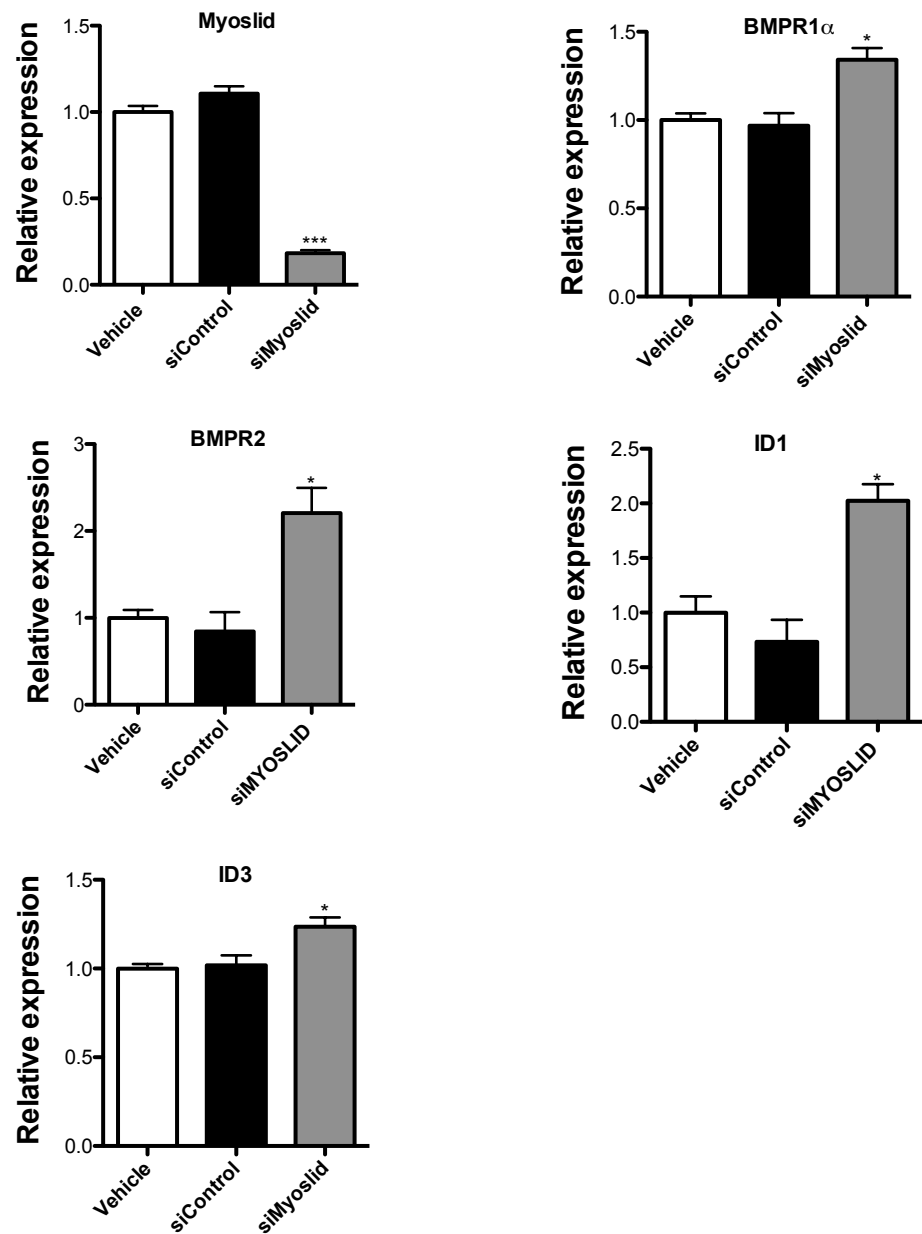 Myoslid
Relative expression
1.5
1.0
0.5
0.0
***
Vehicle
siControl
siMyoslid
BMPR1α
Relative expression
1.5
1.0
0.5
0.0
*
Vehicle
siControl
siMyoslid
BMPR2
Relative expression
3
2
1
0
*
Vehicle
siControl
siMYOSLID
ID1
Relative expression
2.5
2.0
1.5
1.0
0.5
0.0
*
Vehicle
siControl
siMYOSLID
ID3
Relative expression
1.5
1.0
0.5
0.0
*
Vehicle
siControl
siMyoslid